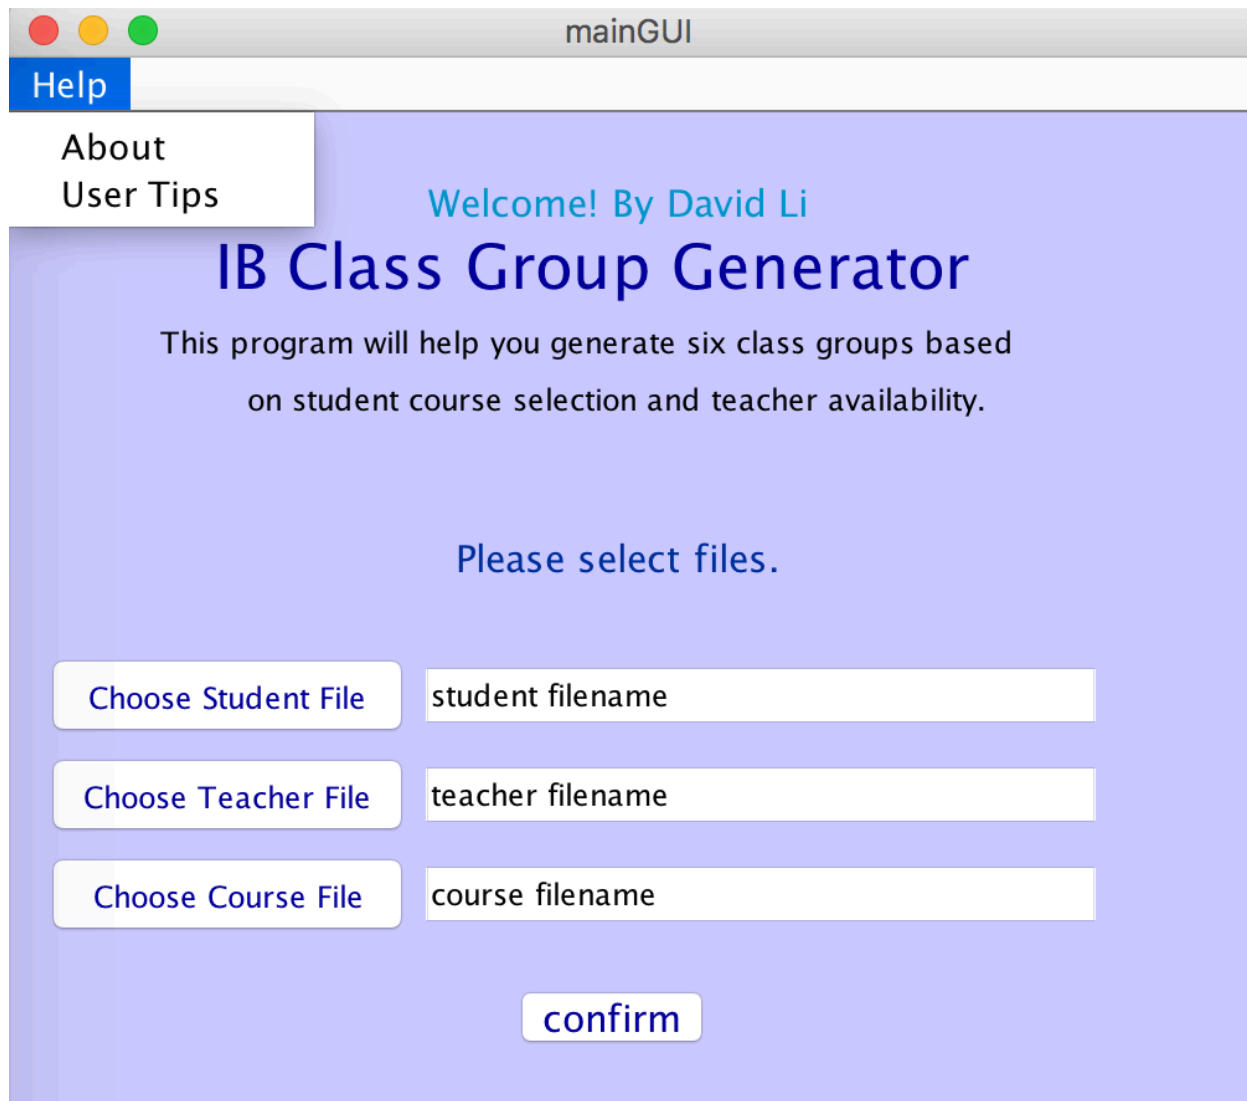 mainGUI
Help
About
User Tips
Welcome! By David Li
IB Class Group Generator
This program will help you generate six class groups based
on student course selection and teacher availability.
Please select files.
Choose Student File
student filename
Choose Teacher File
teacher filename
Choose Course File
course filename
confirm